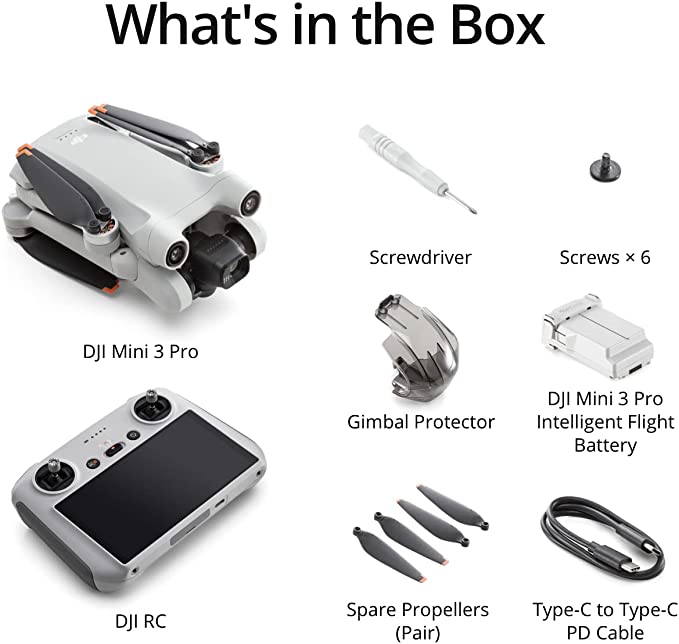 What's in the Box
dji
DJI Mini 3 Pro
Screwdriver
Screws × 6
Gimbal Protector
DJI Mini 3 Pro
Intelligent Flight
Battery
DJI RC
Spare Propellers
(Pair)
Type-C to Type-C
PD Cable